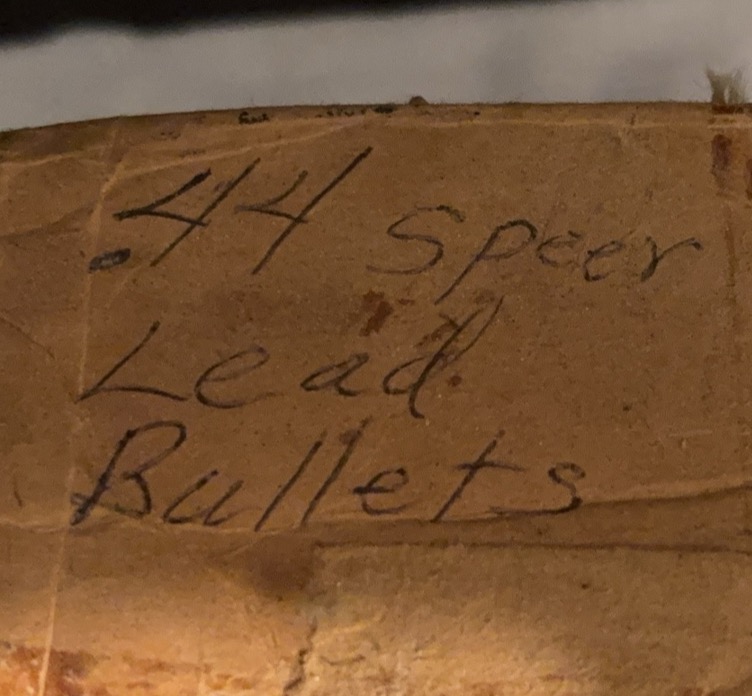 .44 Speer
Lead
Bullets